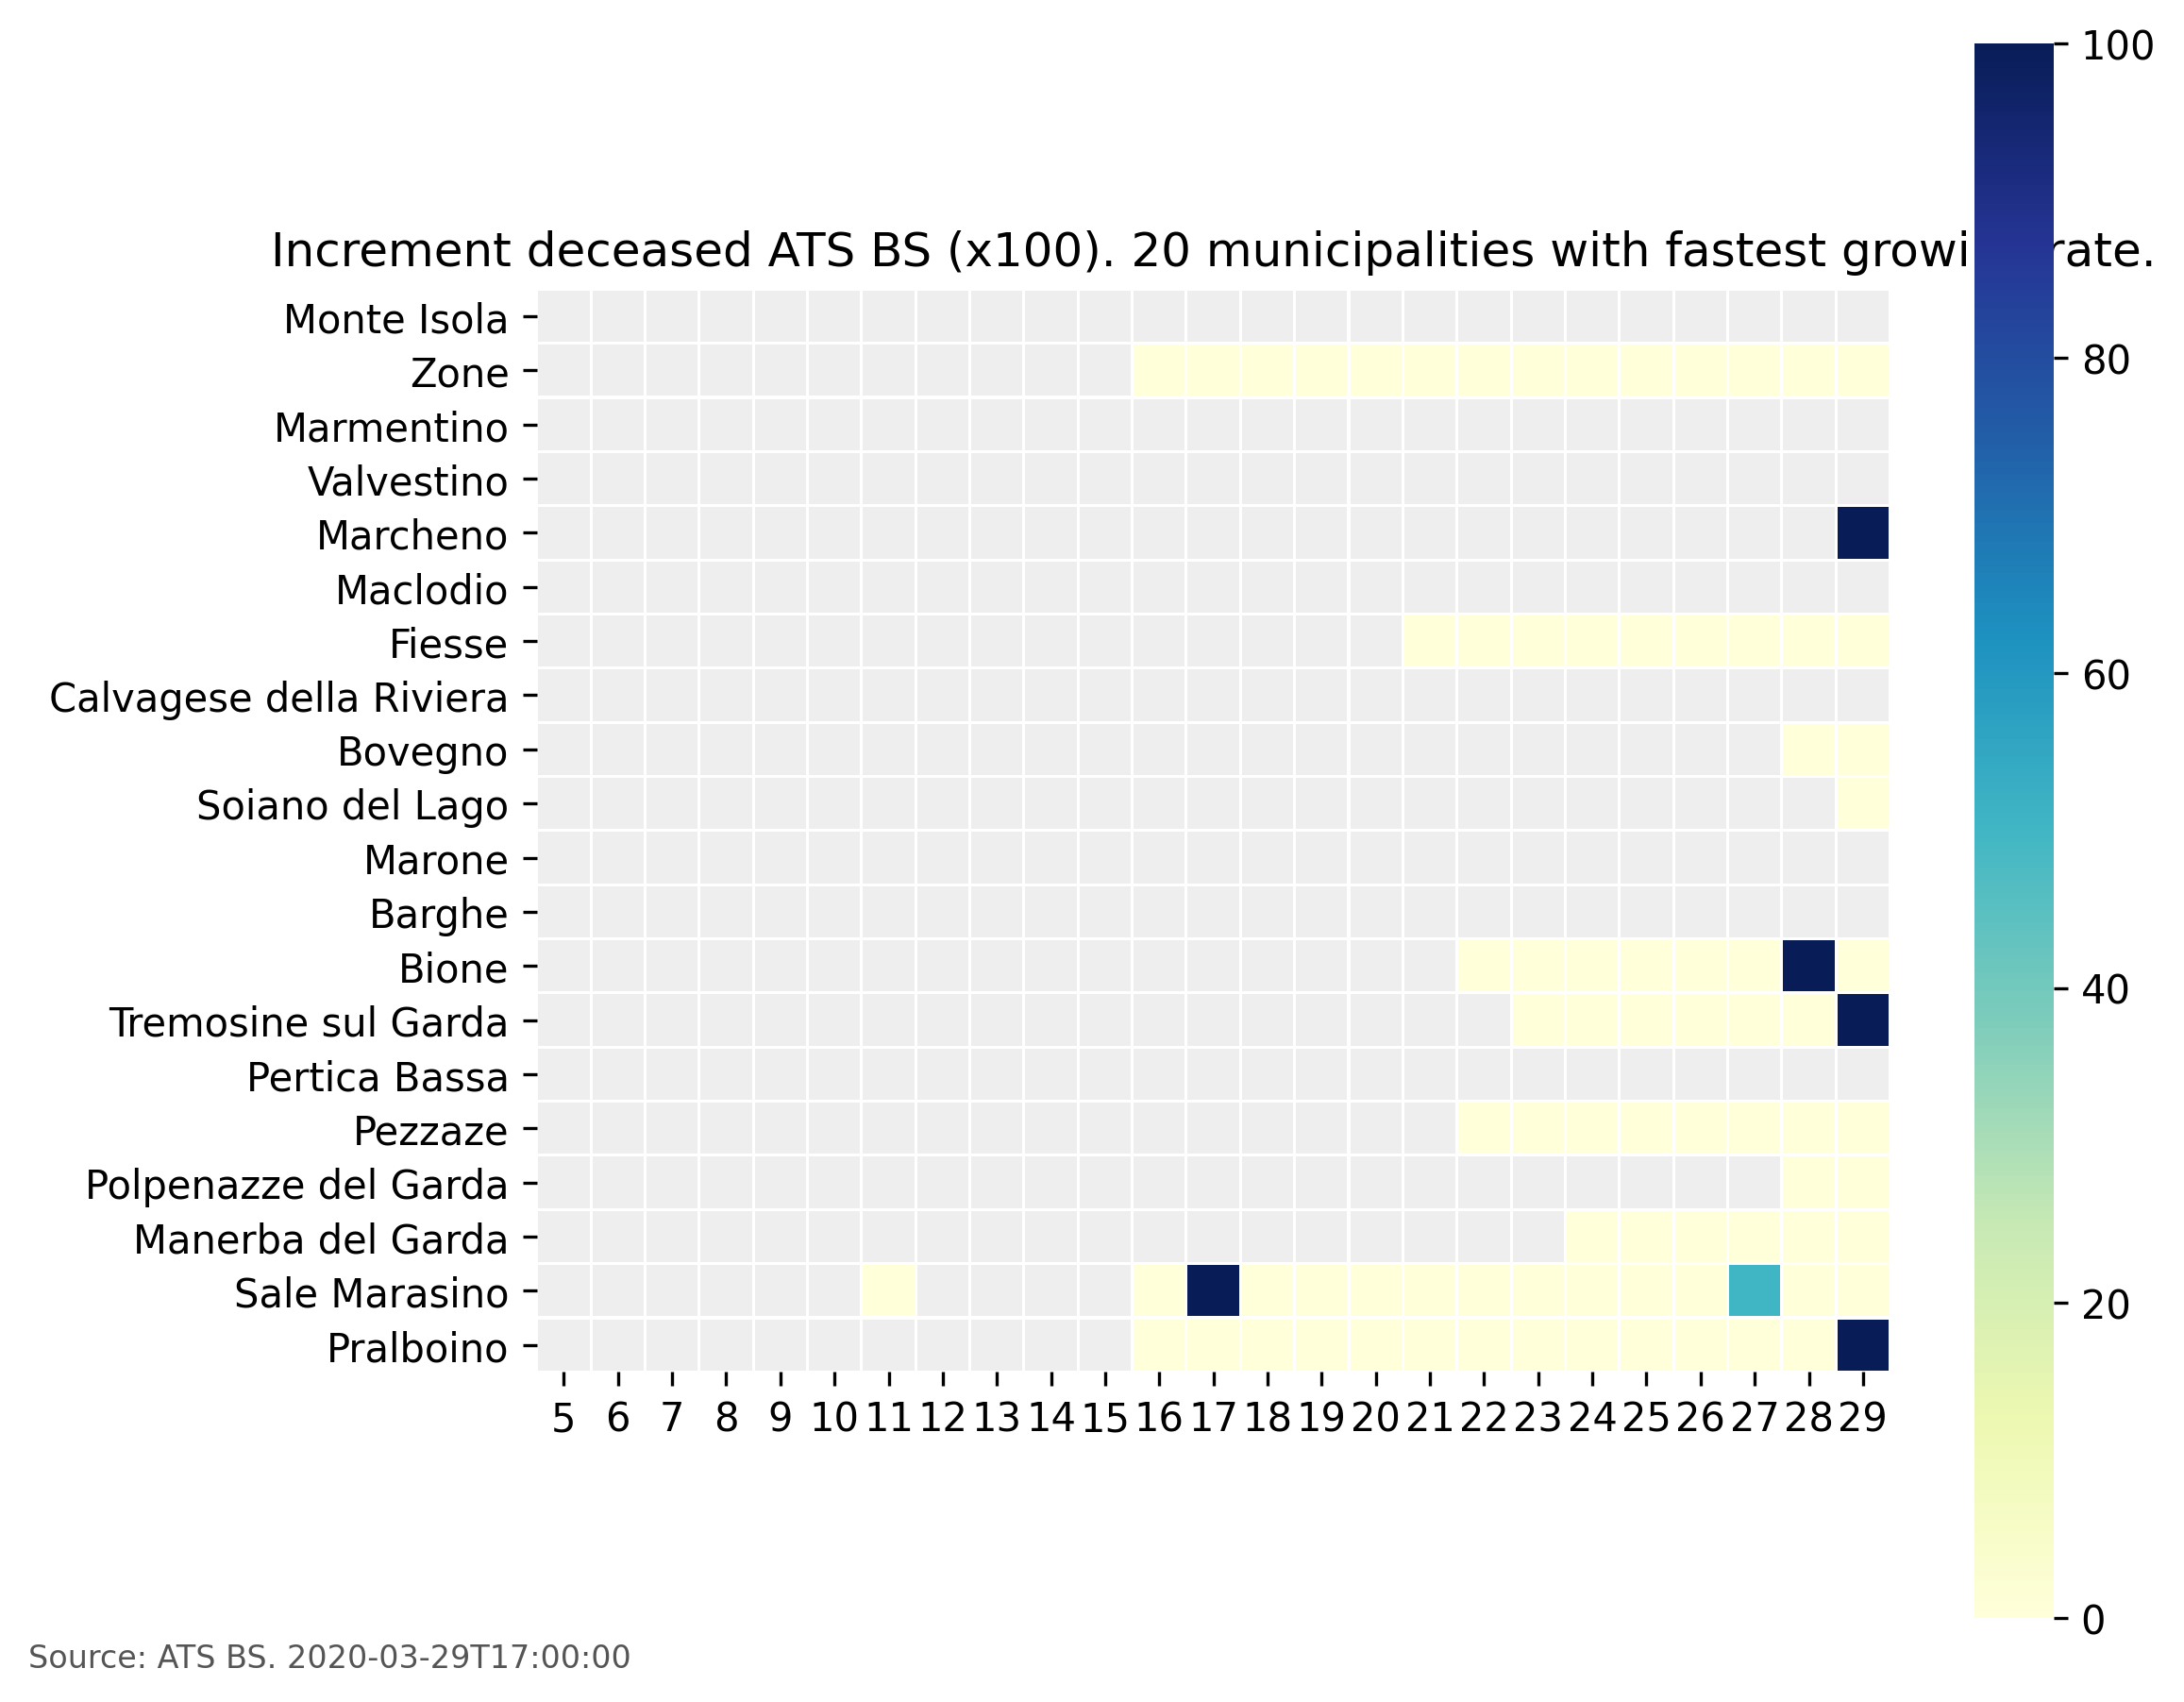 Increment deceased ATS BS (x100). 20 municipalities with fastest growi rate.
Monte Isola
Zone
Marmentino
Valvestino
Marcheno
Maclodio
Fiesse
Calvagese della Riviera
Bovegno
Soiano del Lago
Marone
Barghe
Bione
Tremosine sul Garda
Pertica Bassa
Pezzaze
Polpenazze del Garda
Manerba del Garda
Sale Marasino
Pralboino
5 6 7 8 9 10 11 12 13 14 15 16 17 18 19 20 21 22 23 24 25 26 27 28 29
100
80
60
40
20
0
Source: ATS BS. 2020-03-29T17:00:00